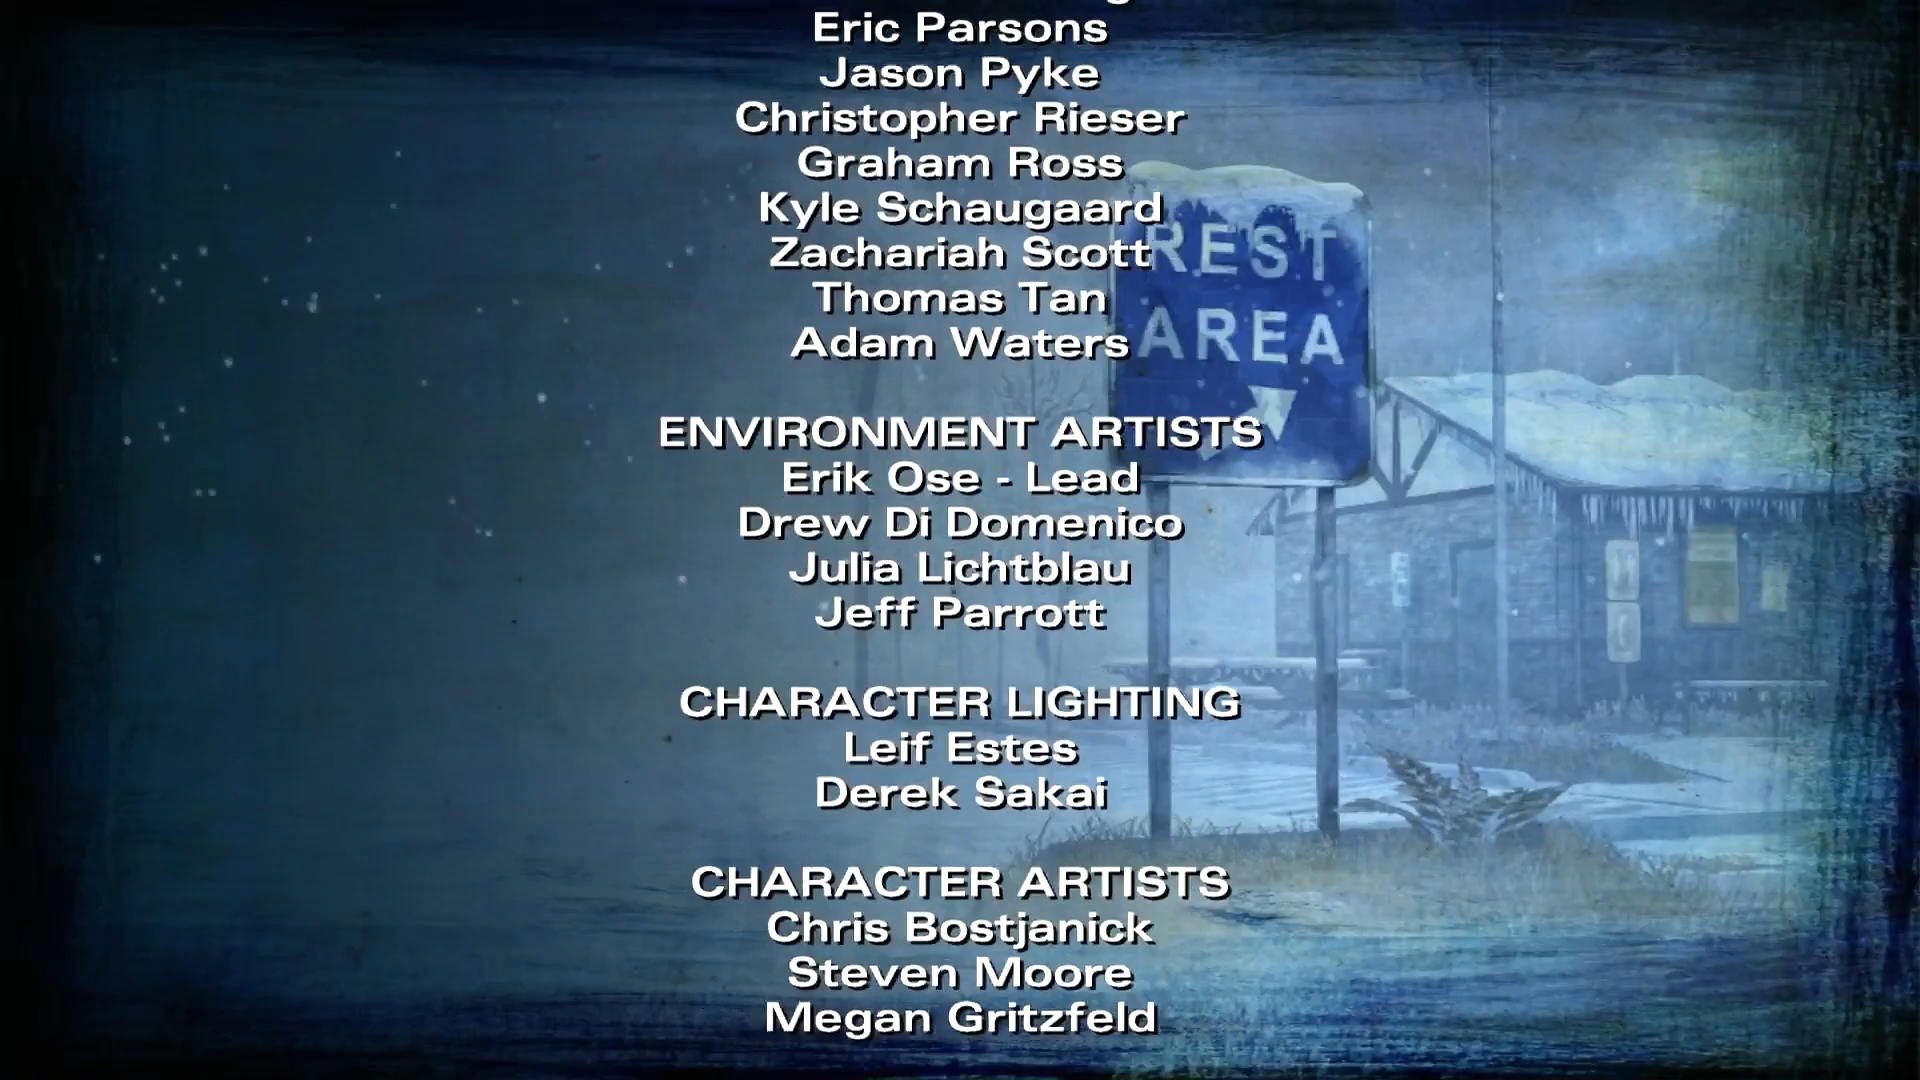 Eric Parsons
Jason Pyke
Christopher Rieser
Graham Ross
Kyle Schaugaard
Zachariah Scott
Thomas Tan
Adam Waters
ENVIRONMENT ARTISTS
Erik Ose - Lead
Drew Di Domenico
Julia Lichtblau
Jeff Parrott
CHARACTER LIGHTING
Leif Estes
Derek Sakai
CHARACTER ARTISTS
Chris Bostjanick
Steven Moore
Megan Gritzfeld
REST
AREA